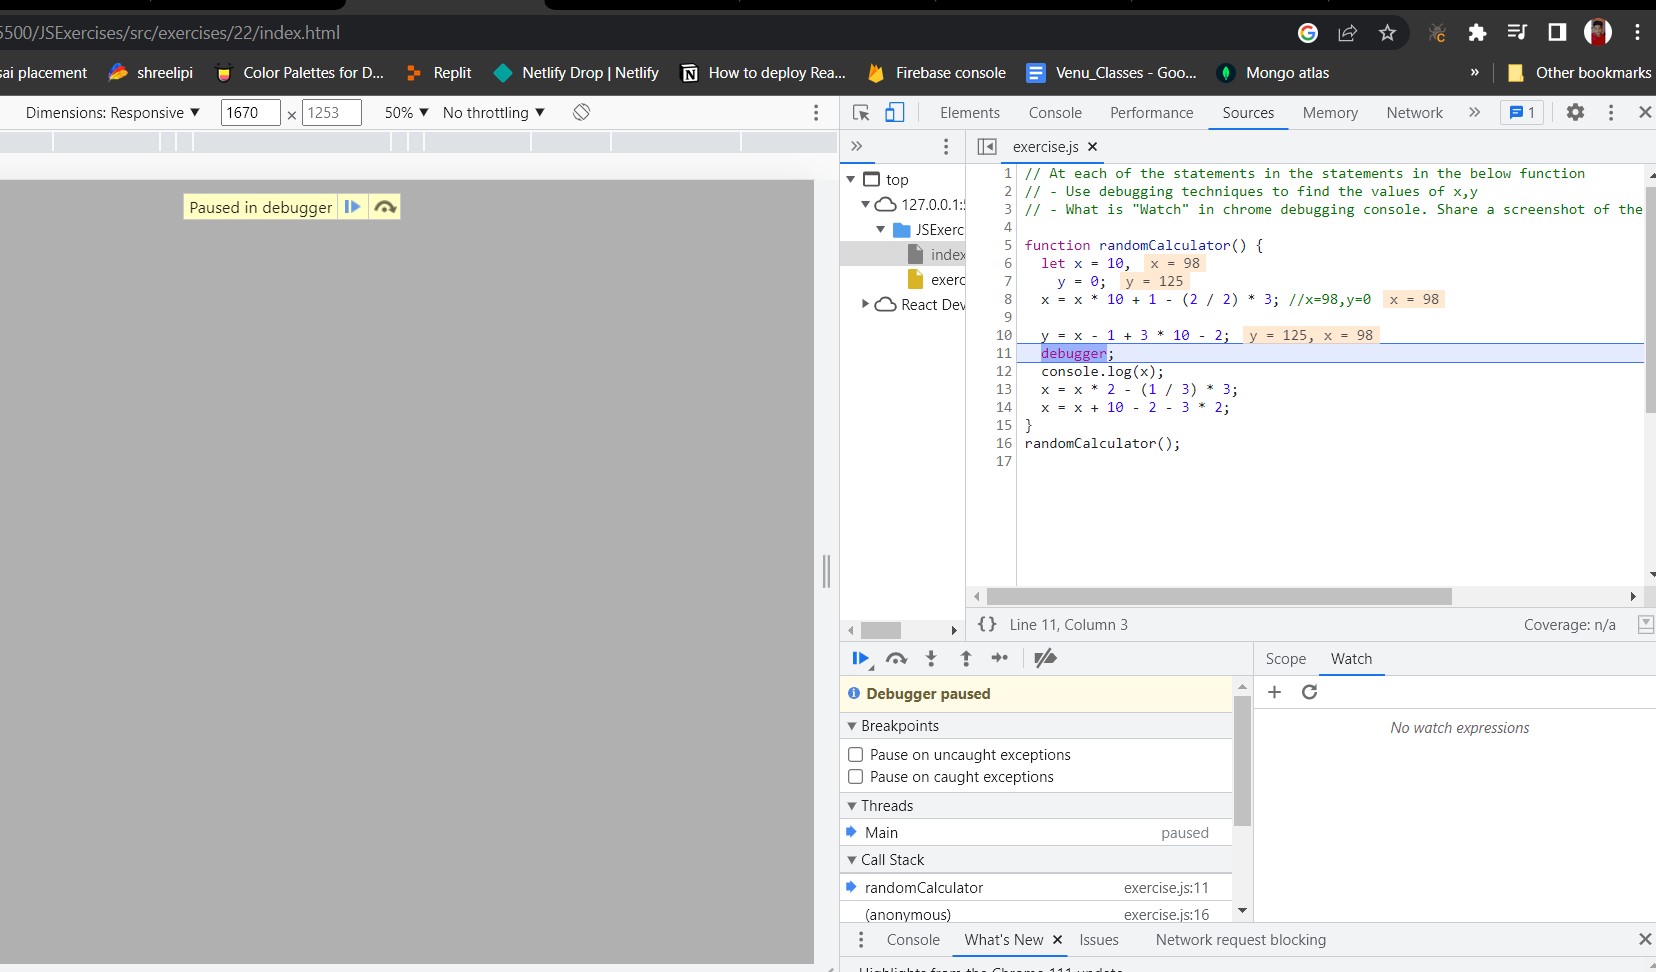 5500/JSExercises/src/exercises/22/index.html
sai placement shreelipi Color Palettes for D... Replit Netlify Drop | Netlify How to deploy Rea... Firebase console Venu_Classes - Goo... Mongo atlas » Other bookmarks
Dimensions: Responsive ▼ 1670 × 1253 50% ▼ No throttling ▼
Elements Console Performance Sources Memory Network » 1
» exercise.js ×
top
127.0.0.1:5
JSExerc
index
exerc
React Dev
1 // At each of the statements in the statements in the below function
2 // - Use debugging techniques to find the values of x,y
3 // - What is "Watch" in chrome debugging console. Share a screenshot of the
4
5 function randomCalculator() {
6 let x = 10, x = 98
7 y = 0; y = 125
8 x = x * 10 + 1 - (2 / 2) * 3; //x=98,y=0 x = 98
9
10 y = x - 1 + 3 * 10 - 2; y = 125, x = 98
11 debugger;
12 console.log(x);
13 x = x * 2 - (1 / 3) * 3;
14 x = x + 10 - 2 - 3 * 2;
15 }
16 randomCalculator();
17
Paused in debugger
{} Line 11, Column 3 Coverage: n/a
Scope Watch
No watch expressions
Debugger paused
Breakpoints
Pause on uncaught exceptions
Pause on caught exceptions
Threads
Main paused
Call Stack
randomCalculator exercise.js:11
(anonymous) exercise.js:16
Console What's New × Issues Network request blocking
Highlights from the Chrome 111 update